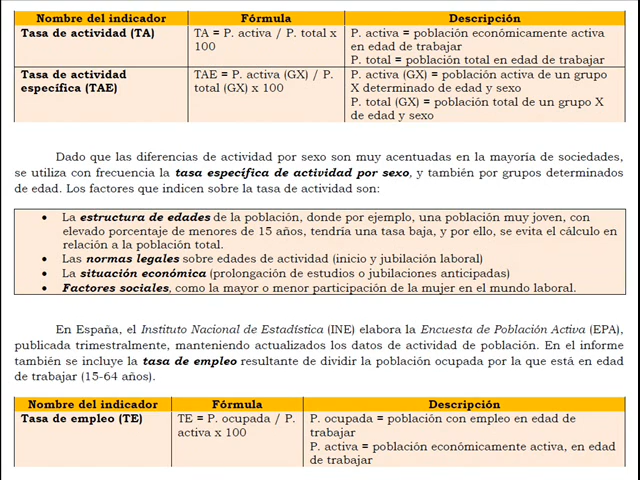 Nombre del indicador Fórmula Descripción
Tasa de actividad (TA) TA = P. activa / P. total x 100 P. activa = población económicamente activa en edad de trabajar
P. total = población total en edad de trabajar
Tasa de actividad específica (TAE) TAE = P. activa (GX) / P. total (GX) x 100 P. activa (GX) = población activa de un grupo X determinado de edad y sexo
P. total (GX) = población total de un grupo X de edad y sexo
Dado que las diferencias de actividad por sexo son muy acentuadas en la mayoría de sociedades,
se utiliza con frecuencia la tasa específica de actividad por sexo, y también por grupos determinados
de edad. Los factores que indicen sobre la tasa de actividad son:
• La estructura de edades de la población, donde por ejemplo, una población muy joven, con
elevado porcentaje de menores de 15 años, tendría una tasa baja, y por ello, se evita el cálculo en
relación a la población total.
• Las normas legales sobre edades de actividad (inicio y jubilación laboral)
• La situación económica (prolongación de estudios o jubilaciones anticipadas)
• Factores sociales, como la mayor o menor participación de la mujer en el mundo laboral.
En España, el Instituto Nacional de Estadística (INE) elabora la Encuesta de Población Activa (EPA),
publicada trimestralmente, manteniendo actualizados los datos de actividad de población. En el informe
también se incluye la tasa de empleo resultante de dividir la población ocupada por la que está en edad
de trabajar (15-64 años).
Nombre del indicador Fórmula Descripción
Tasa de empleo (TE) TE = P. ocupada / P. activa x 100 P. ocupada = población con empleo en edad de trabajar
P. activa = población económicamente activa, en edad de trabajar